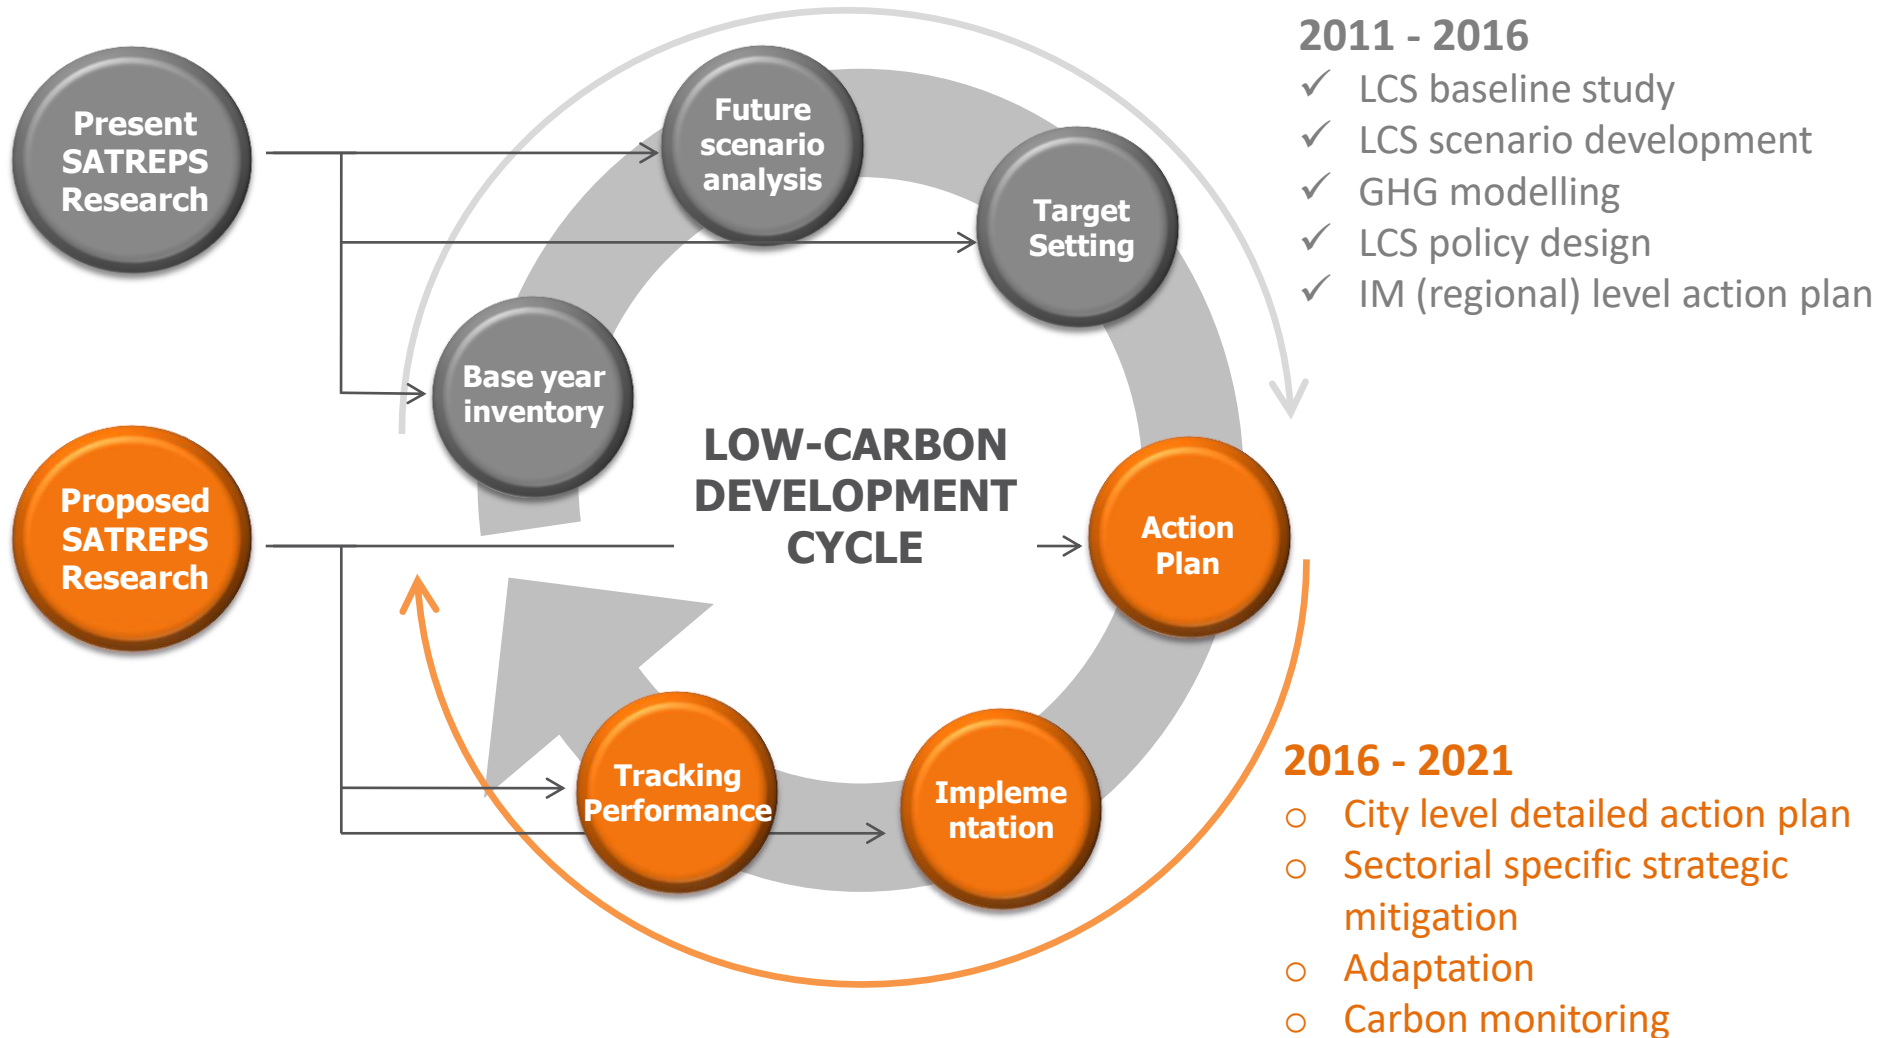 Present
SATREPS
Research
Future
scenario
analysis
Target
Setting
Base year
inventory
2011 - 2016
✓ LCS baseline study
✓ LCS scenario development
✓ GHG modelling
✓ LCS policy design
✓ IM (regional) level action plan
LOW-CARBON
DEVELOPMENT
CYCLE
Proposed
SATREPS
Research
Action
Plan
Tracking
Performance
Impleme
ntation
2016 - 2021
○ City level detailed action plan
○ Sectorial specific strategic
mitigation
○ Adaptation
○ Carbon monitoring